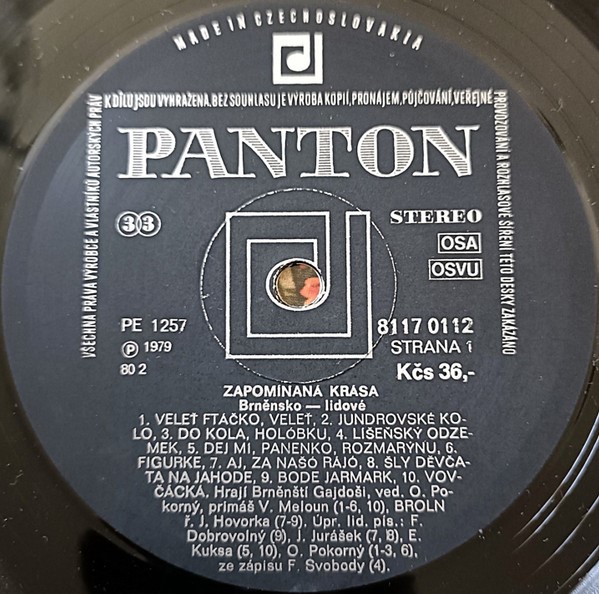 MADE IN CZECHOSLOVAKIA
VŠECHNA PRÁVA VÝROBCE A VLASTNÍKŮ AUTORSKÝCH PRÁV
K DÍLU JSOU VYHRAŽENA. BEZ SOUHLASU JE VÝROBA KOPIÍ, PRONÁJEM, PŮJČOVÁNÍ, VEŘEJNÉ
PROVOZOVÁNÍ A ROZHLASOVÉ ŠÍŘENÍ TÉTO DESKY ZAKÁZÁNO
PANTON
33
STEREO
OSA
OSVU
PE 1257
8117 0112
Ⓟ 1979
STRANA 1
80 2
Kčs 36,-
ZAPOMÍNANÁ KRÁSA
Brněnsko — lidové
1. VELEŤ FTÁČKO, VELEŤ, 2. JUNDROVSKÉ KO-
LO, 3. DO KOLA, HOLÓBKU, 4. LÍŠEŇSKÝ ODZE-
MEK, 5. DEJ MI, PANENKO, ROZMARÝNU, 6.
FIGURKE, 7. AJ, ZA NAŠÓ RÁJÓ, 8. ŠLY DĚVČA-
TA NA JAHODE, 9. BODE JARMARK, 10. VOV-
ČÁCKÁ. Hrají Brněnští Gajdoši, ved. O. Po-
korný, primáš V. Meloun (1-6, 10), BROLN
ř. J. Hovorka (7-9). Úpr. lid. pís.: F.
Dobrovolný (9), J. Jurášek (7, 8), E.
Kuksa (5, 10), O. Pokorný (1-3, 6),
ze zápisu F. Svobody (4).